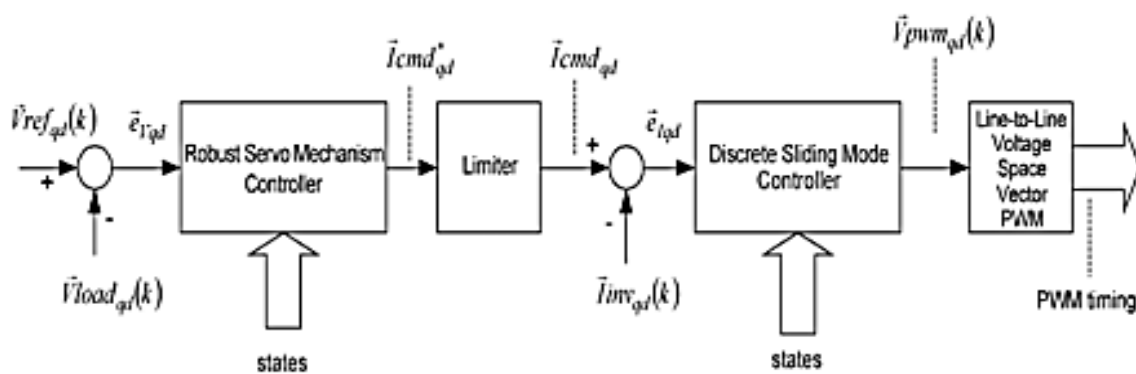 V⃗ref_qd(k)
+
-
V⃗load_qd(k)
e⃗_Vqd
Robust Servo Mechanism
Controller
states
I⃗cmd*_qd
Limiter
I⃗cmd_qd
+
-
I⃗inv_qd(k)
e⃗_Iqd
Discrete Sliding Mode
Controller
states
V⃗pwm_qd(k)
Line-to-Line
Voltage
Space
Vector
PWM
PWM timing